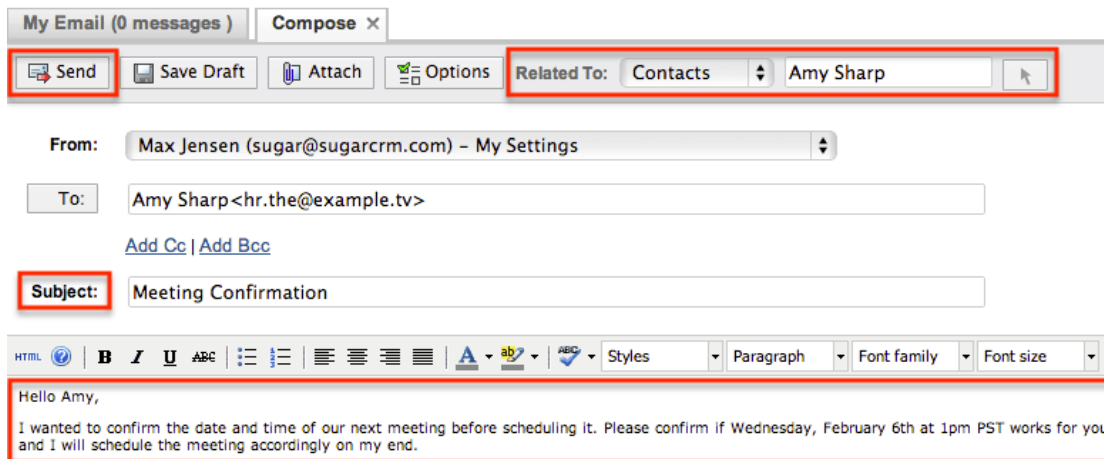 My Email (0 messages ) Compose ×
Send Save Draft Attach Options Related To: Contacts Amy Sharp
From: Max Jensen (sugar@sugarcrm.com) – My Settings
To: Amy Sharp<hr.the@example.tv>
Add Cc | Add Bcc
Subject: Meeting Confirmation
HTML ? B I U ABC A ab ABC Styles Paragraph Font family Font size
Hello Amy,
I wanted to confirm the date and time of our next meeting before scheduling it. Please confirm if Wednesday, February 6th at 1pm PST works for you
and I will schedule the meeting accordingly on my end.